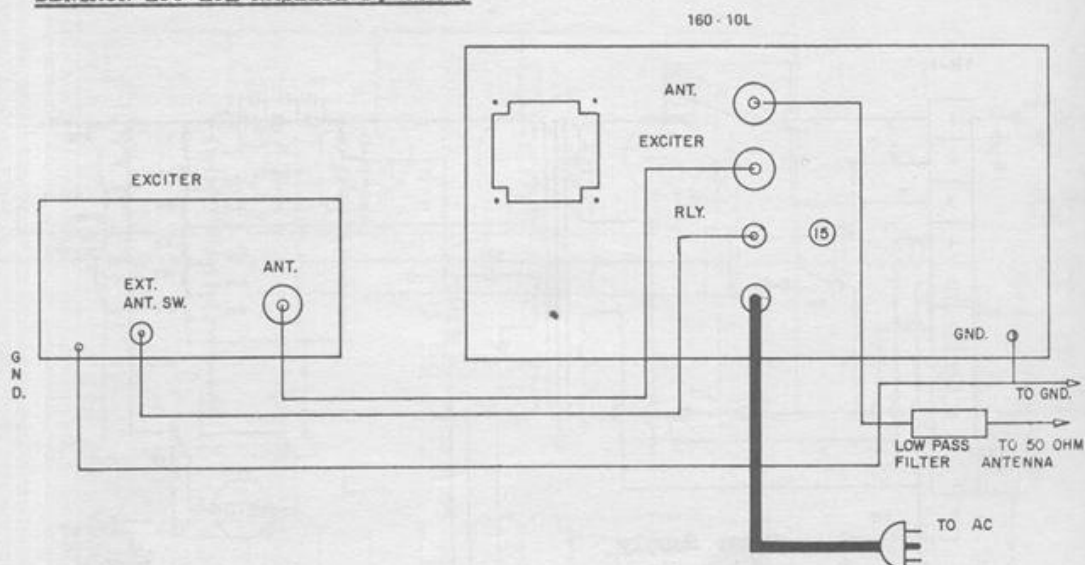 160-10L
ANT.
EXCITER
EXCITER
RLY.
15
ANT.
EXT.
ANT. SW.
GND.
GND.
TO GND.
LOW PASS
FILTER
TO 50 OHM
ANTENNA
TO AC